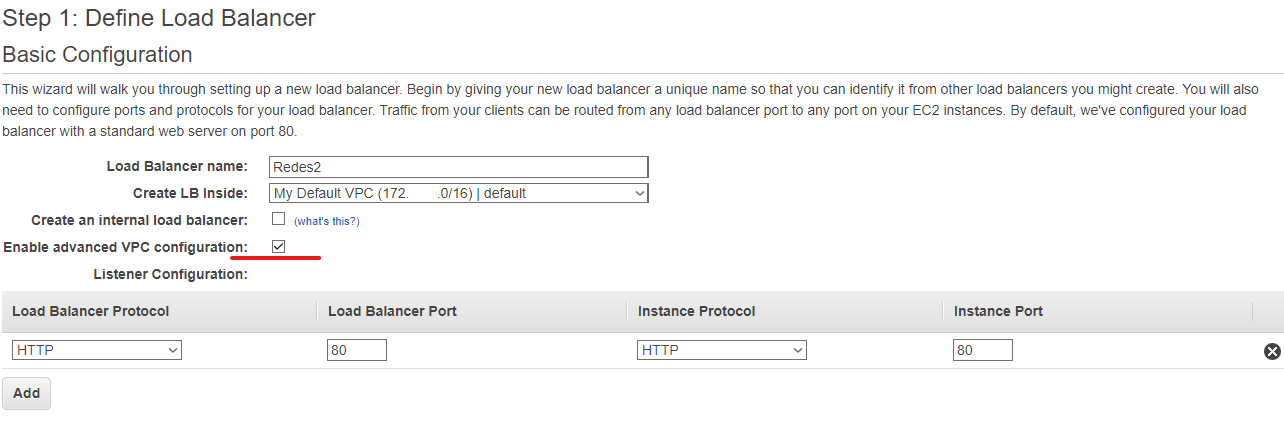 Step 1: Define Load Balancer
Basic Configuration
This wizard will walk you through setting up a new load balancer. Begin by giving your new load balancer a unique name so that you can identify it from other load balancers you might create. You will also
need to configure ports and protocols for your load balancer. Traffic from your clients can be routed from any load balancer port to any port on your EC2 instances. By default, we've configured your load
balancer with a standard web server on port 80.
Load Balancer name: Redes2
Create LB Inside: My Default VPC (172. .0/16) | default
Create an internal load balancer: (what's this?)
Enable advanced VPC configuration:
Listener Configuration:
Load Balancer Protocol Load Balancer Port Instance Protocol Instance Port
HTTP 80 HTTP 80
Add